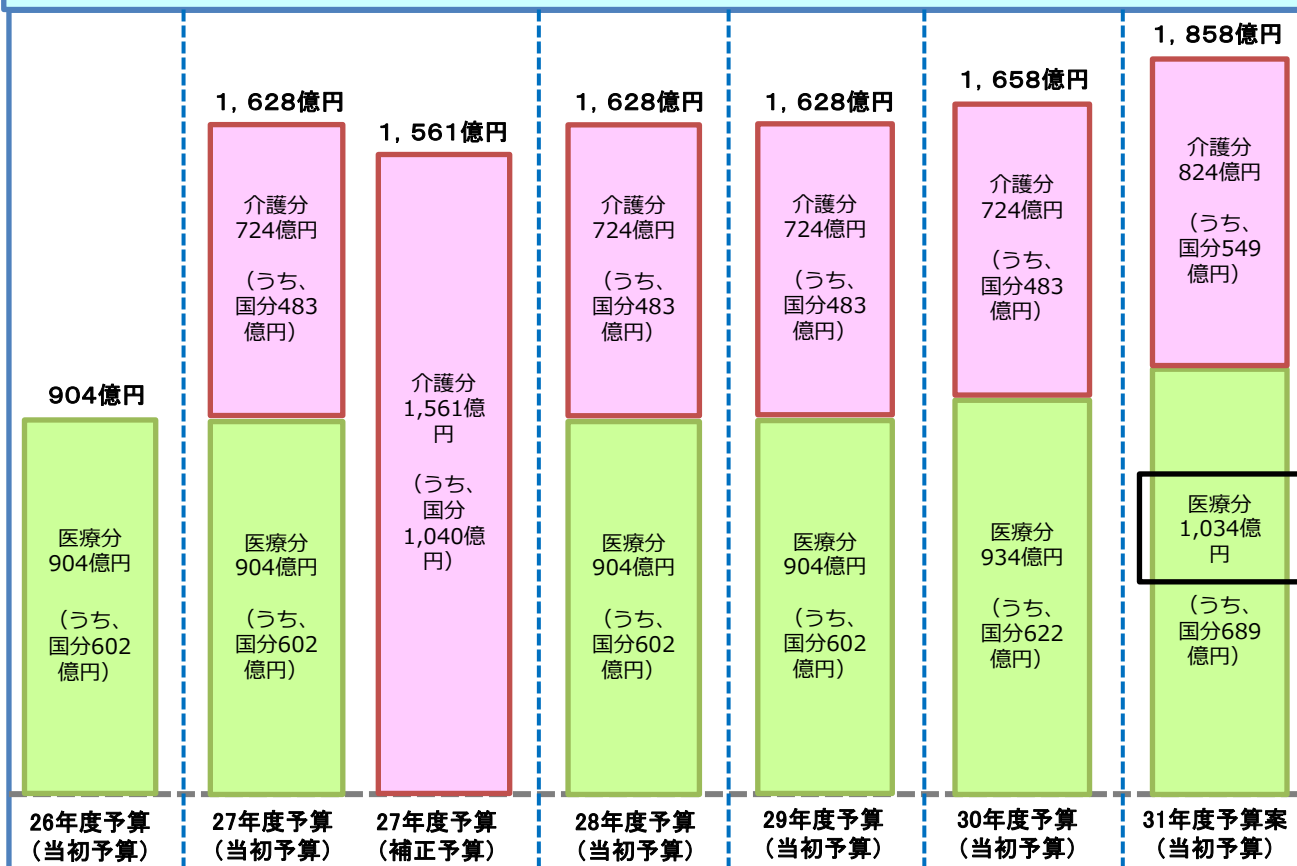 904億円
医療分
904億円
（うち、
国分602
億円）
26年度予算
（当初予算）
1,628億円
介護分
724億円
（うち、
国分483
億円）
医療分
904億円
（うち、
国分602
億円）
27年度予算
（当初予算）
1,561億円
介護分
1,561億
円
（うち、
国分
1,040億
円）
27年度予算
（補正予算）
1,628億円
介護分
724億円
（うち、
国分483
億円）
医療分
904億円
（うち、
国分602
億円）
28年度予算
（当初予算）
1,628億円
介護分
724億円
（うち、
国分483
億円）
医療分
904億円
（うち、
国分602
億円）
29年度予算
（当初予算）
1,658億円
介護分
724億円
（うち、
国分483
億円）
医療分
934億円
（うち、
国分622
億円）
30年度予算
（当初予算）
1,858億円
介護分
824億円
（うち、
国分549
億円）
医療分
1,034億
円
（うち、
国分689
億円）
31年度予算案
（当初予算）